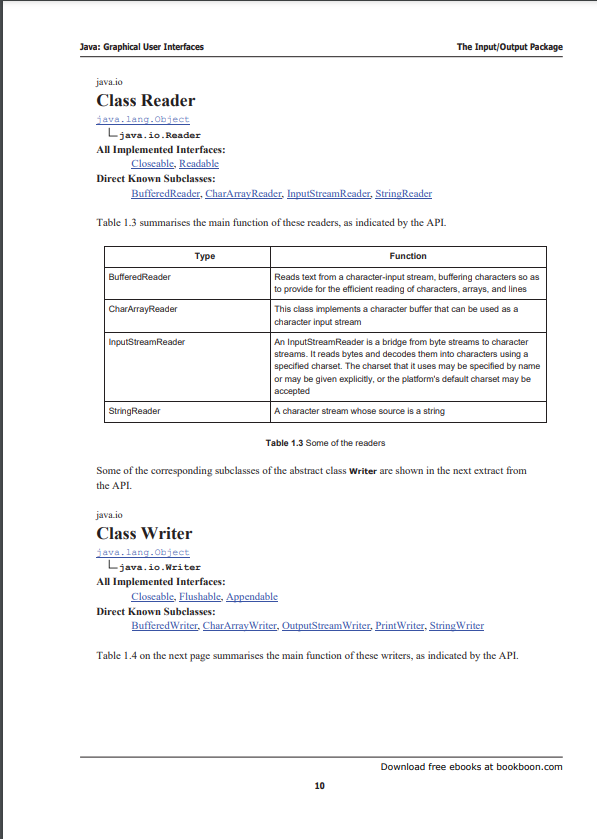 Java: Graphical User Interfaces The Input/Output Package
java.io
Class Reader
java.lang.Object
java.io.Reader
All Implemented Interfaces:
Closeable, Readable
Direct Known Subclasses:
BufferedReader, CharArrayReader, InputStreamReader, StringReader
Table 1.3 summarises the main function of these readers, as indicated by the API.
Type Function
BufferedReader Reads text from a character-input stream, buffering characters so as
to provide for the efficient reading of characters, arrays, and lines
CharArrayReader This class implements a character buffer that can be used as a
character input stream
InputStreamReader An InputStreamReader is a bridge from byte streams to character
streams. It reads bytes and decodes them into characters using a
specified charset. The charset that it uses may be specified by name
or may be given explicitly, or the platform's default charset may be
accepted
StringReader A character stream whose source is a string
Table 1.3 Some of the readers
Some of the corresponding subclasses of the abstract class Writer are shown in the next extract from
the API.
java.io
Class Writer
java.lang.Object
java.io.Writer
All Implemented Interfaces:
Closeable, Flushable, Appendable
Direct Known Subclasses:
BufferedWriter, CharArrayWriter, OutputStreamWriter, PrintWriter, StringWriter
Table 1.4 on the next page summarises the main function of these writers, as indicated by the API.
Download free ebooks at bookboon.com
10